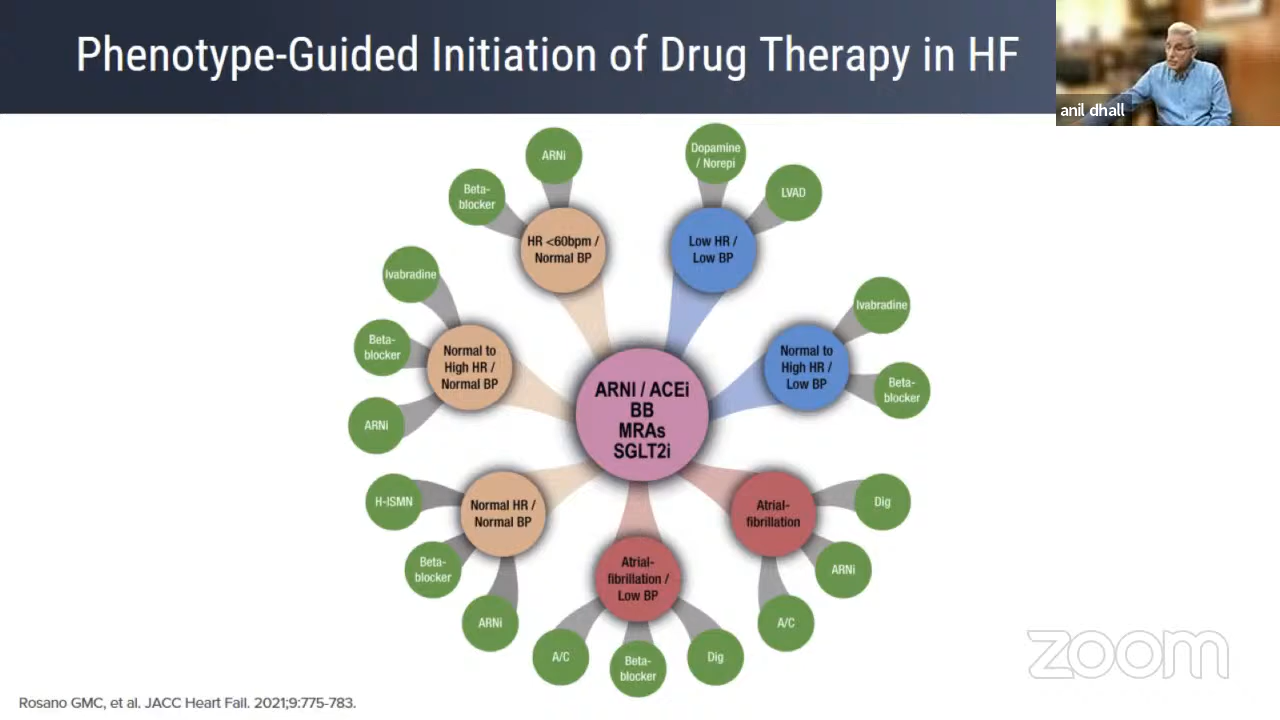 Phenotype-Guided Initiation of Drug Therapy in HF
anil dhall
ARNi
Beta-
blocker
HR <60bpm /
Normal BP
Dopamine
/ Norepi
LVAD
Low HR /
Low BP
Ivabradine
Beta-
blocker
ARNi
Normal to
High HR /
Normal BP
Ivabradine
Beta-
blocker
Normal to
High HR /
Low BP
ARNI / ACEi
BB
MRAs
SGLT2i
H-ISMN
Beta-
blocker
ARNi
Normal HR /
Normal BP
Atrial-
fibrillation /
Low BP
A/C
Beta-
blocker
Dig
Atrial-
fibrillation
Dig
ARNi
A/C
zoom
Rosano GMC, et al. JACC Heart Fail. 2021;9:775-783.